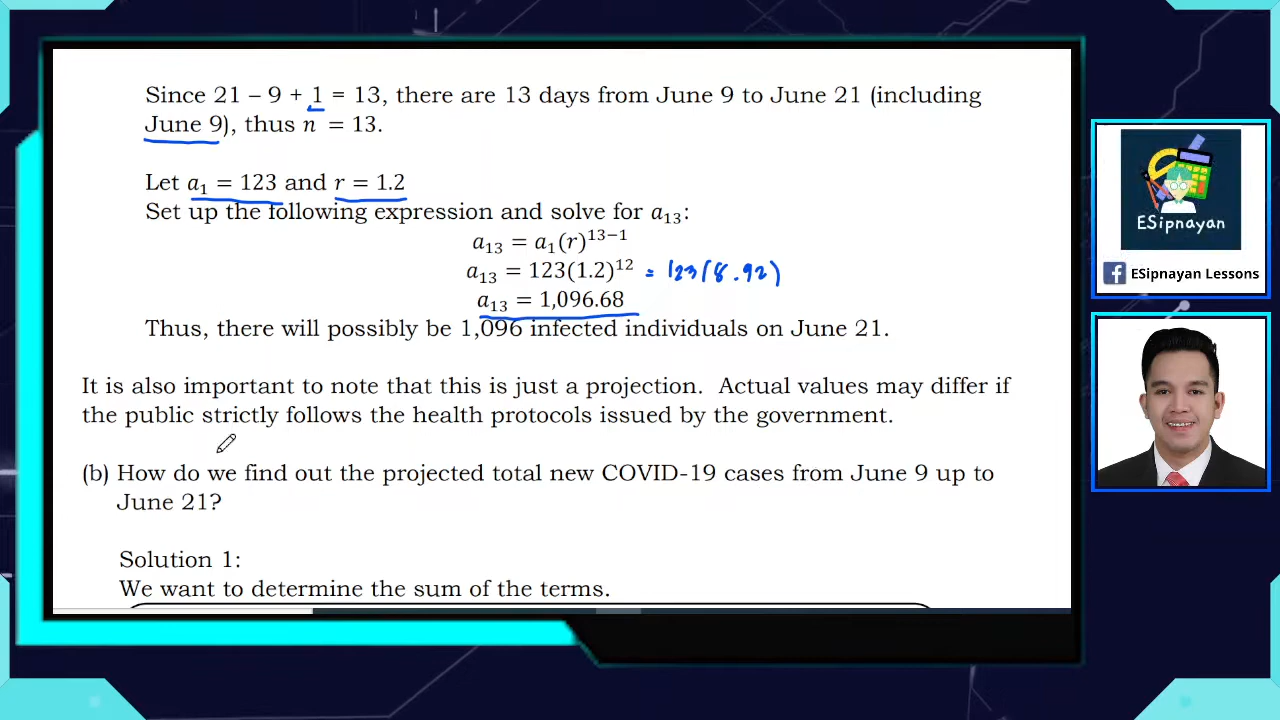 Since 21 – 9 + 1 = 13, there are 13 days from June 9 to June 21 (including
June 9), thus n = 13.
Let a₁ = 123 and r = 1.2
Set up the following expression and solve for a₁₃:
a₁₃ = a₁(r)¹³⁻¹
a₁₃ = 123(1.2)¹² = 123(8.92)
a₁₃ = 1,096.68
Thus, there will possibly be 1,096 infected individuals on June 21.
It is also important to note that this is just a projection. Actual values may differ if
the public strictly follows the health protocols issued by the government.
(b) How do we find out the projected total new COVID-19 cases from June 9 up to
June 21?
Solution 1:
We want to determine the sum of the terms.
ESipnayan
ESipnayan Lessons